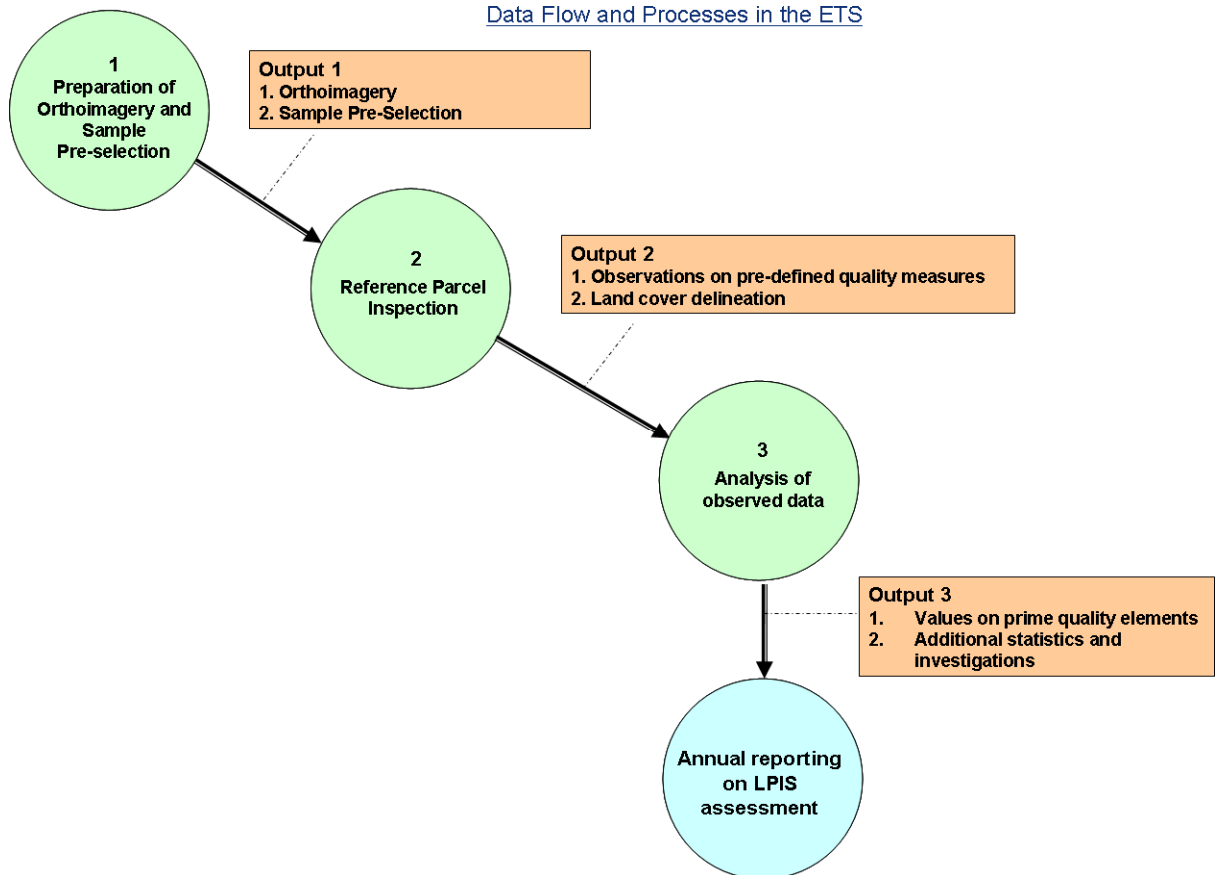 Data Flow and Processes in the ETS
1
Preparation of
Orthoimagery and
Sample
Pre-selection
Output 1
1. Orthoimagery
2. Sample Pre-Selection
2
Reference Parcel
Inspection
Output 2
1. Observations on pre-defined quality measures
2. Land cover delineation
3
Analysis of
observed data
Output 3
1. Values on prime quality elements
2. Additional statistics and
investigations
Annual reporting
on LPIS
assessment